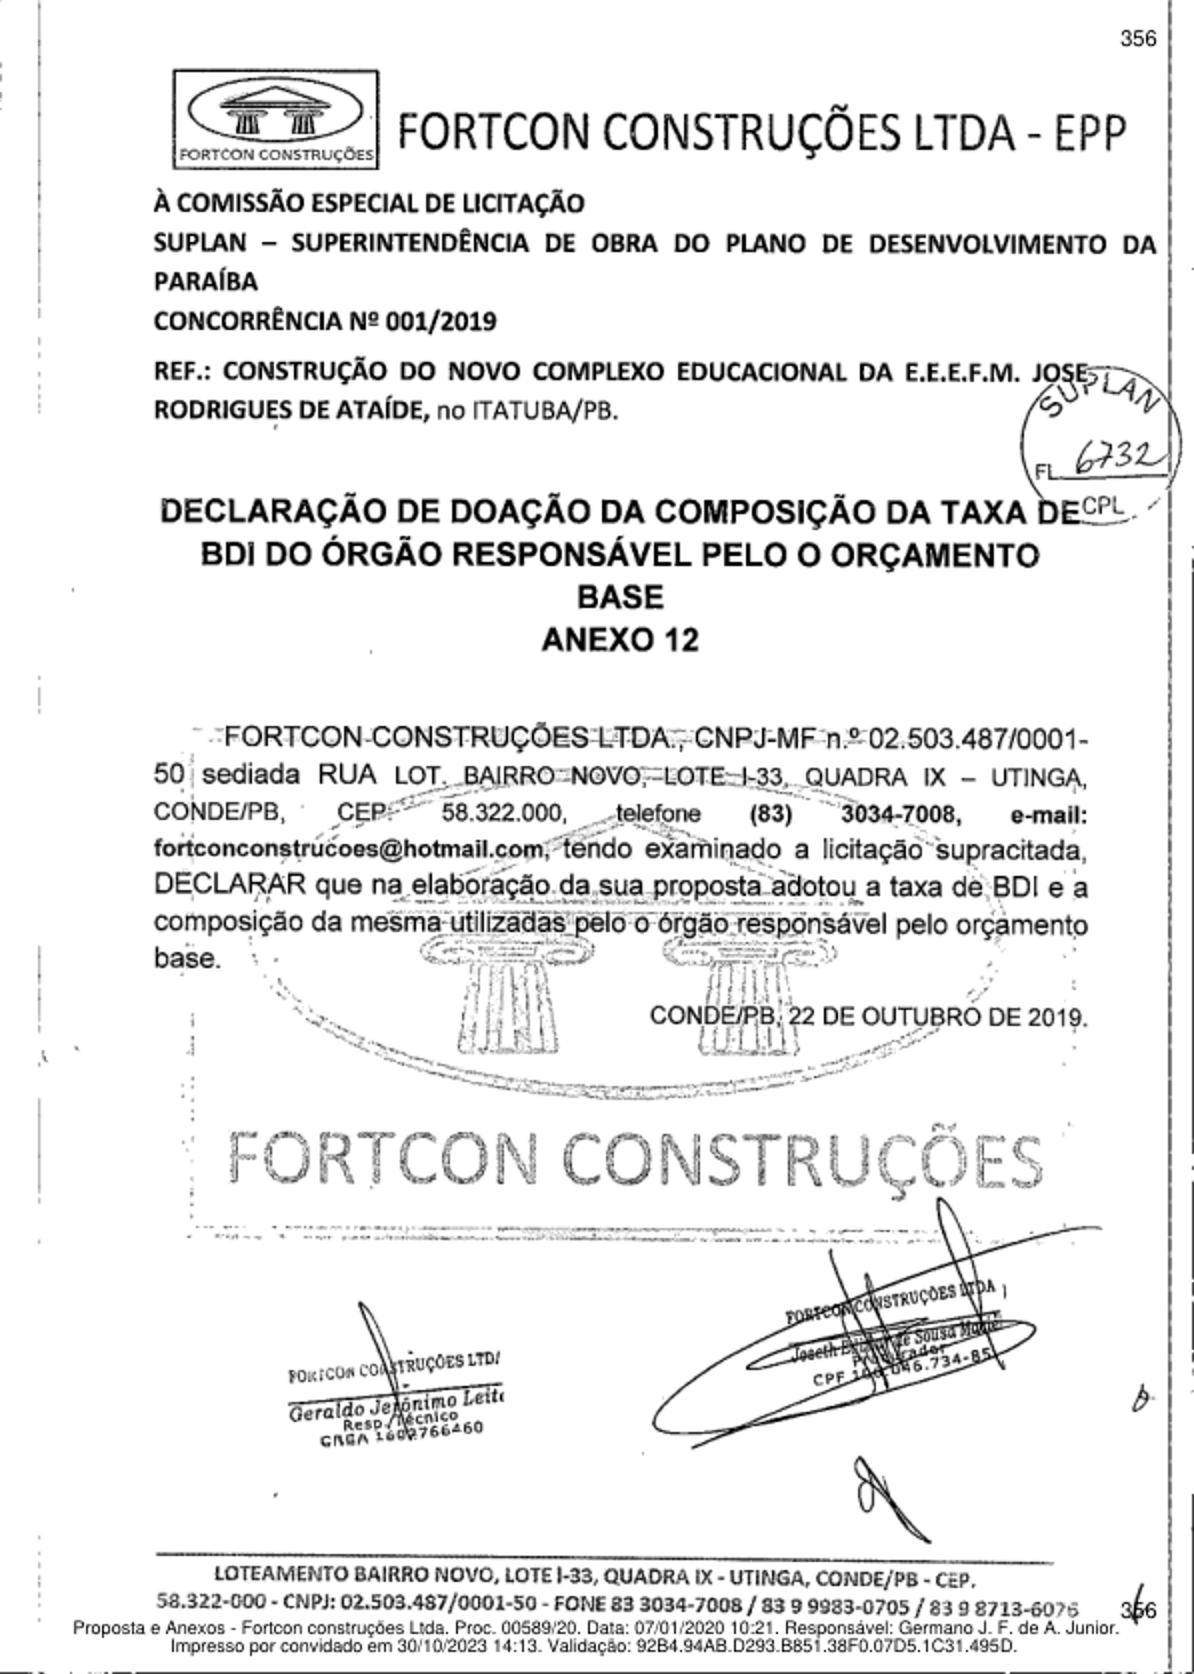 356
FORTCON CONSTRUÇÕES
FORTCON CONSTRUÇÕES LTDA - EPP
À COMISSÃO ESPECIAL DE LICITAÇÃO
SUPLAN – SUPERINTENDÊNCIA DE OBRA DO PLANO DE DESENVOLVIMENTO DA
PARAÍBA
CONCORRÊNCIA Nº 001/2019
REF.: CONSTRUÇÃO DO NOVO COMPLEXO EDUCACIONAL DA E.E.E.F.M. JOSE
RODRIGUES DE ATAÍDE, no ITATUBA/PB.
SUPLAN
FL 6732
CPL
DECLARAÇÃO DE DOAÇÃO DA COMPOSIÇÃO DA TAXA DE
BDI DO ÓRGÃO RESPONSÁVEL PELO O ORÇAMENTO
BASE
ANEXO 12
FORTCON CONSTRUÇÕES LTDA., CNPJ-MF n.º 02.503.487/0001-
50 sediada RUA LOT. BAIRRO NOVO, LOTE I-33, QUADRA IX – UTINGA,
CONDE/PB, CEP: 58.322.000, telefone (83) 3034-7008, e-mail:
fortconconstrucoes@hotmail.com, tendo examinado a licitação supracitada,
DECLARAR que na elaboração da sua proposta adotou a taxa de BDI e a
composição da mesma utilizadas pelo o órgão responsável pelo orçamento
base.
CONDE/PB, 22 DE OUTUBRO DE 2019.
FORTCON CONSTRUÇÕES
FORTCON CONSTRUÇÕES LTDA
Joseth de Sousa
Procurador
CPF
FORTCON CONSTRUÇÕES LTD
Geraldo Jerônimo Leite
Resp. Técnico
1602766460
LOTEAMENTO BAIRRO NOVO, LOTE I-33, QUADRA IX - UTINGA, CONDE/PB - CEP.
58.322-000 - CNPJ: 02.503.487/0001-50 - FONE 83 3034-7008 / 83 9 9983-0705 / 83 9 8713-6076
356
Proposta e Anexos - Fortcon construções Ltda. Proc. 00589/20. Data: 07/01/2020 10:21. Responsável: Germano J. F. de A. Junior.
Impresso por convidado em 30/10/2023 14:13. Validação: 92B4.94AB.D293.B851.38F0.07D5.1C31.495D.